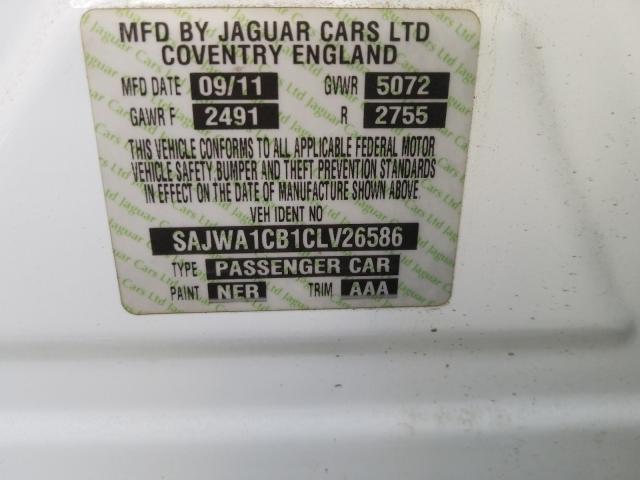 MFD BY JAGUAR CARS LTD
COVENTRY ENGLAND
MFD DATE 09/11 GVWR 5072
GAWR F 2491 R 2755
THIS VEHICLE CONFORMS TO ALL APPLICABLE FEDERAL MOTOR
VEHICLE SAFETY BUMPER AND THEFT PREVENTION STANDARDS
IN EFFECT ON THE DATE OF MANUFACTURE SHOWN ABOVE
VEH IDENT NO
SAJWA1CB1CLV26586
TYPE PASSENGER CAR
PAINT NER TRIM AAA